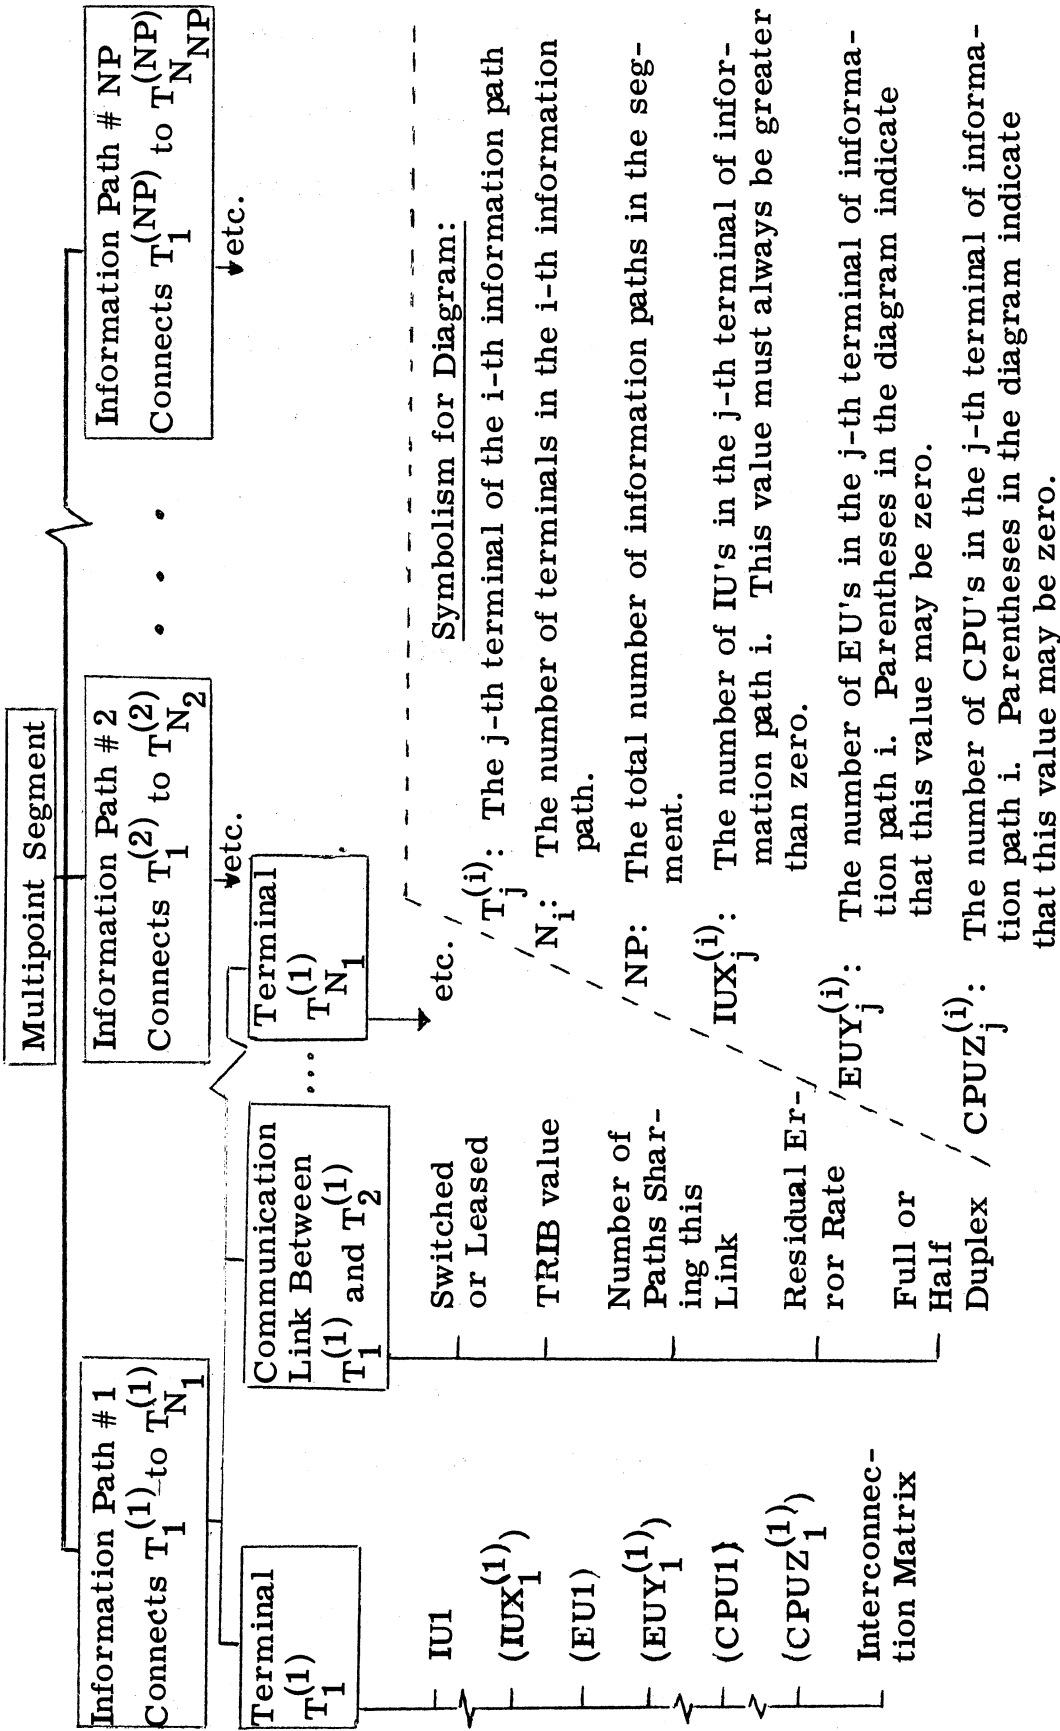 Multipoint Segment
Information Path #1
Connects T_1^(1) to T_{N_1}^(1)
Information Path #2
Connects T_1^(2) to T_{N_2}^(2)
. . .
Information Path # NP
Connects T_1^(NP) to T_{N_NP}^(NP)
etc.
etc.
Terminal
T_1^(1)
Communication
Link Between
T_1^(1) and T_2^(1)
...
Terminal
T_{N_1}^(1)
etc.
IU1
(IUX_1^(1))
(EU1)
(EUY_1^(1))
(CPU1)
(CPUZ_1^(1))
Interconnec-
tion Matrix
Switched
or Leased
TRIB value
Number of
Paths Shar-
ing this
Link
Residual Er-
ror Rate
Full or
Half
Duplex
Symbolism for Diagram:
T_j^(i): The j-th terminal of the i-th information path
N_i: The number of terminals in the i-th information
path.
NP: The total number of information paths in the seg-
ment.
IUX_j^(i): The number of IU's in the j-th terminal of infor-
mation path i. This value must always be greater
than zero.
EUY_j^(i): The number of EU's in the j-th terminal of informa-
tion path i. Parentheses in the diagram indicate
that this value may be zero.
CPUZ_j^(i): The number of CPU's in the j-th terminal of informa-
tion path i. Parentheses in the diagram indicate
that this value may be zero.